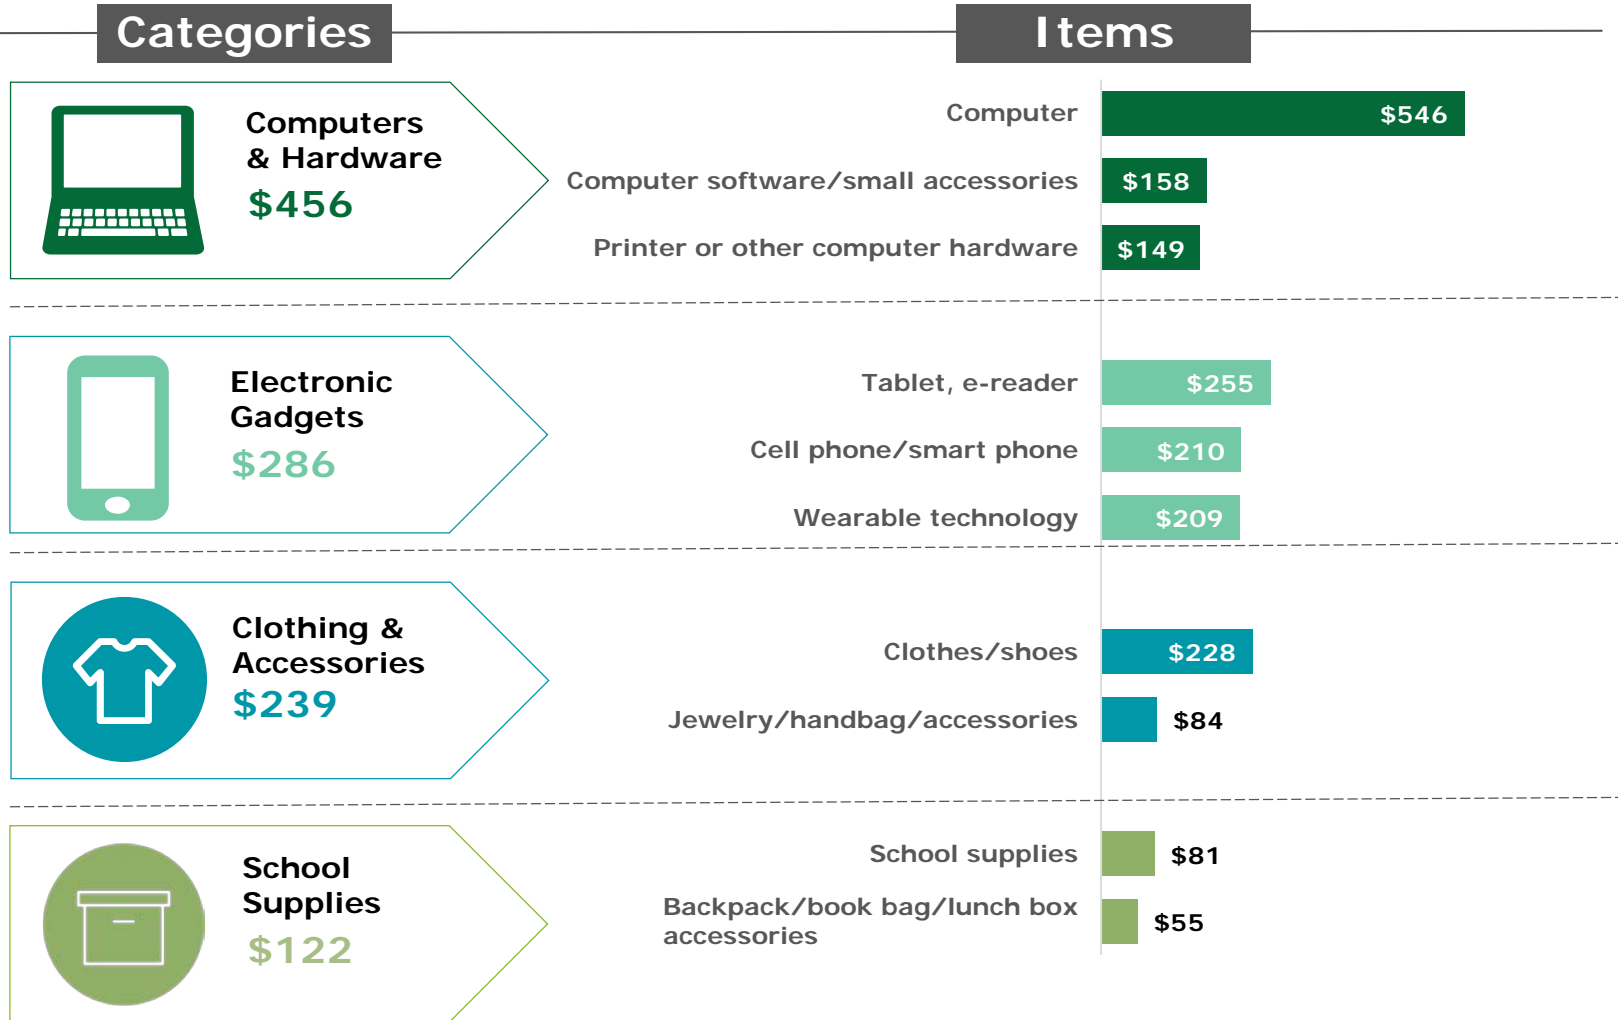 Categories
Items
Computers
& Hardware
$456
Computer
$546
Computer software/small accessories
$158
Printer or other computer hardware
$149
Electronic
Gadgets
$286
Tablet, e-reader
$255
Cell phone/smart phone
$210
Wearable technology
$209
Clothing &
Accessories
$239
Clothes/shoes
$228
Jewelry/handbag/accessories
$84
School
Supplies
$122
School supplies
$81
Backpack/book bag/lunch box
accessories
$55